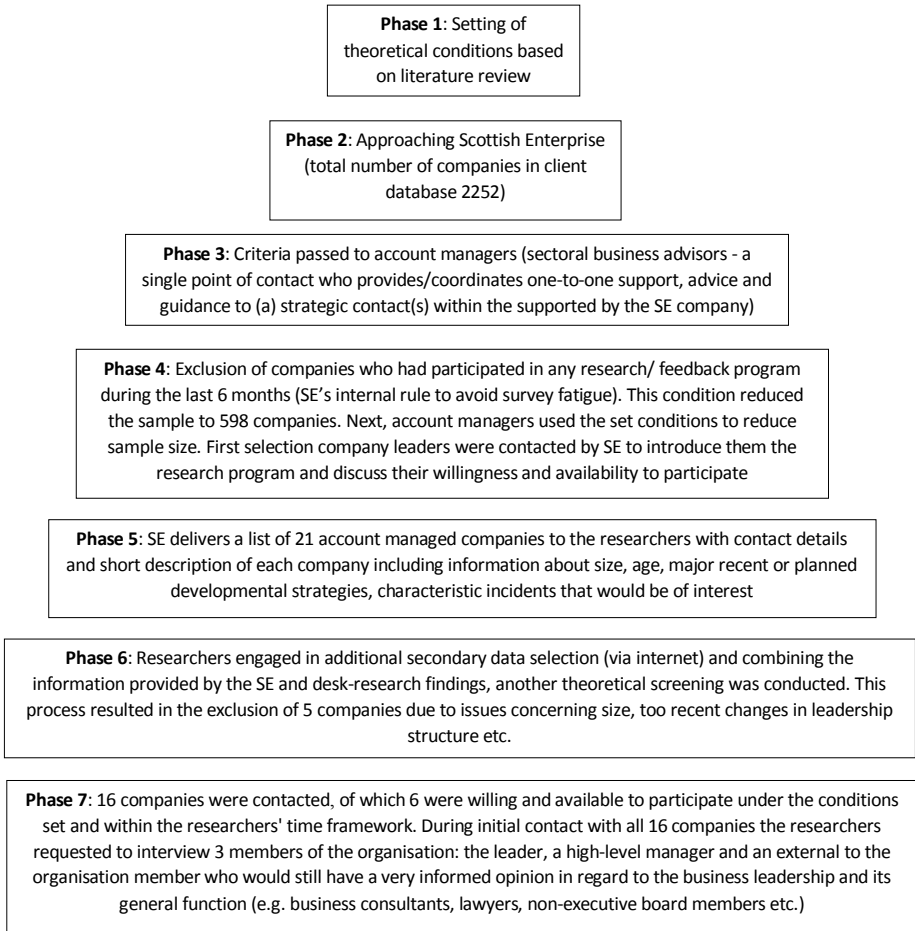 Phase 1: Setting of
theoretical conditions based
on literature review
Phase 2: Approaching Scottish Enterprise
(total number of companies in client
database 2252)
Phase 3: Criteria passed to account managers (sectoral business advisors - a
single point of contact who provides/coordinates one-to-one support, advice and
guidance to (a) strategic contact(s) within the supported by the SE company)
Phase 4: Exclusion of companies who had participated in any research/ feedback program
during the last 6 months (SE's internal rule to avoid survey fatigue). This condition reduced
the sample to 598 companies. Next, account managers used the set conditions to reduce
sample size. First selection company leaders were contacted by SE to introduce them the
research program and discuss their willingness and availability to participate
Phase 5: SE delivers a list of 21 account managed companies to the researchers with contact details
and short description of each company including information about size, age, major recent or planned
developmental strategies, characteristic incidents that would be of interest
Phase 6: Researchers engaged in additional secondary data selection (via internet) and combining the
information provided by the SE and desk-research findings, another theoretical screening was conducted. This
process resulted in the exclusion of 5 companies due to issues concerning size, too recent changes in leadership
structure etc.
Phase 7: 16 companies were contacted, of which 6 were willing and available to participate under the conditions
set and within the researchers' time framework. During initial contact with all 16 companies the researchers
requested to interview 3 members of the organisation: the leader, a high-level manager and an external to the
organisation member who would still have a very informed opinion in regard to the business leadership and its
general function (e.g. business consultants, lawyers, non-executive board members etc.)